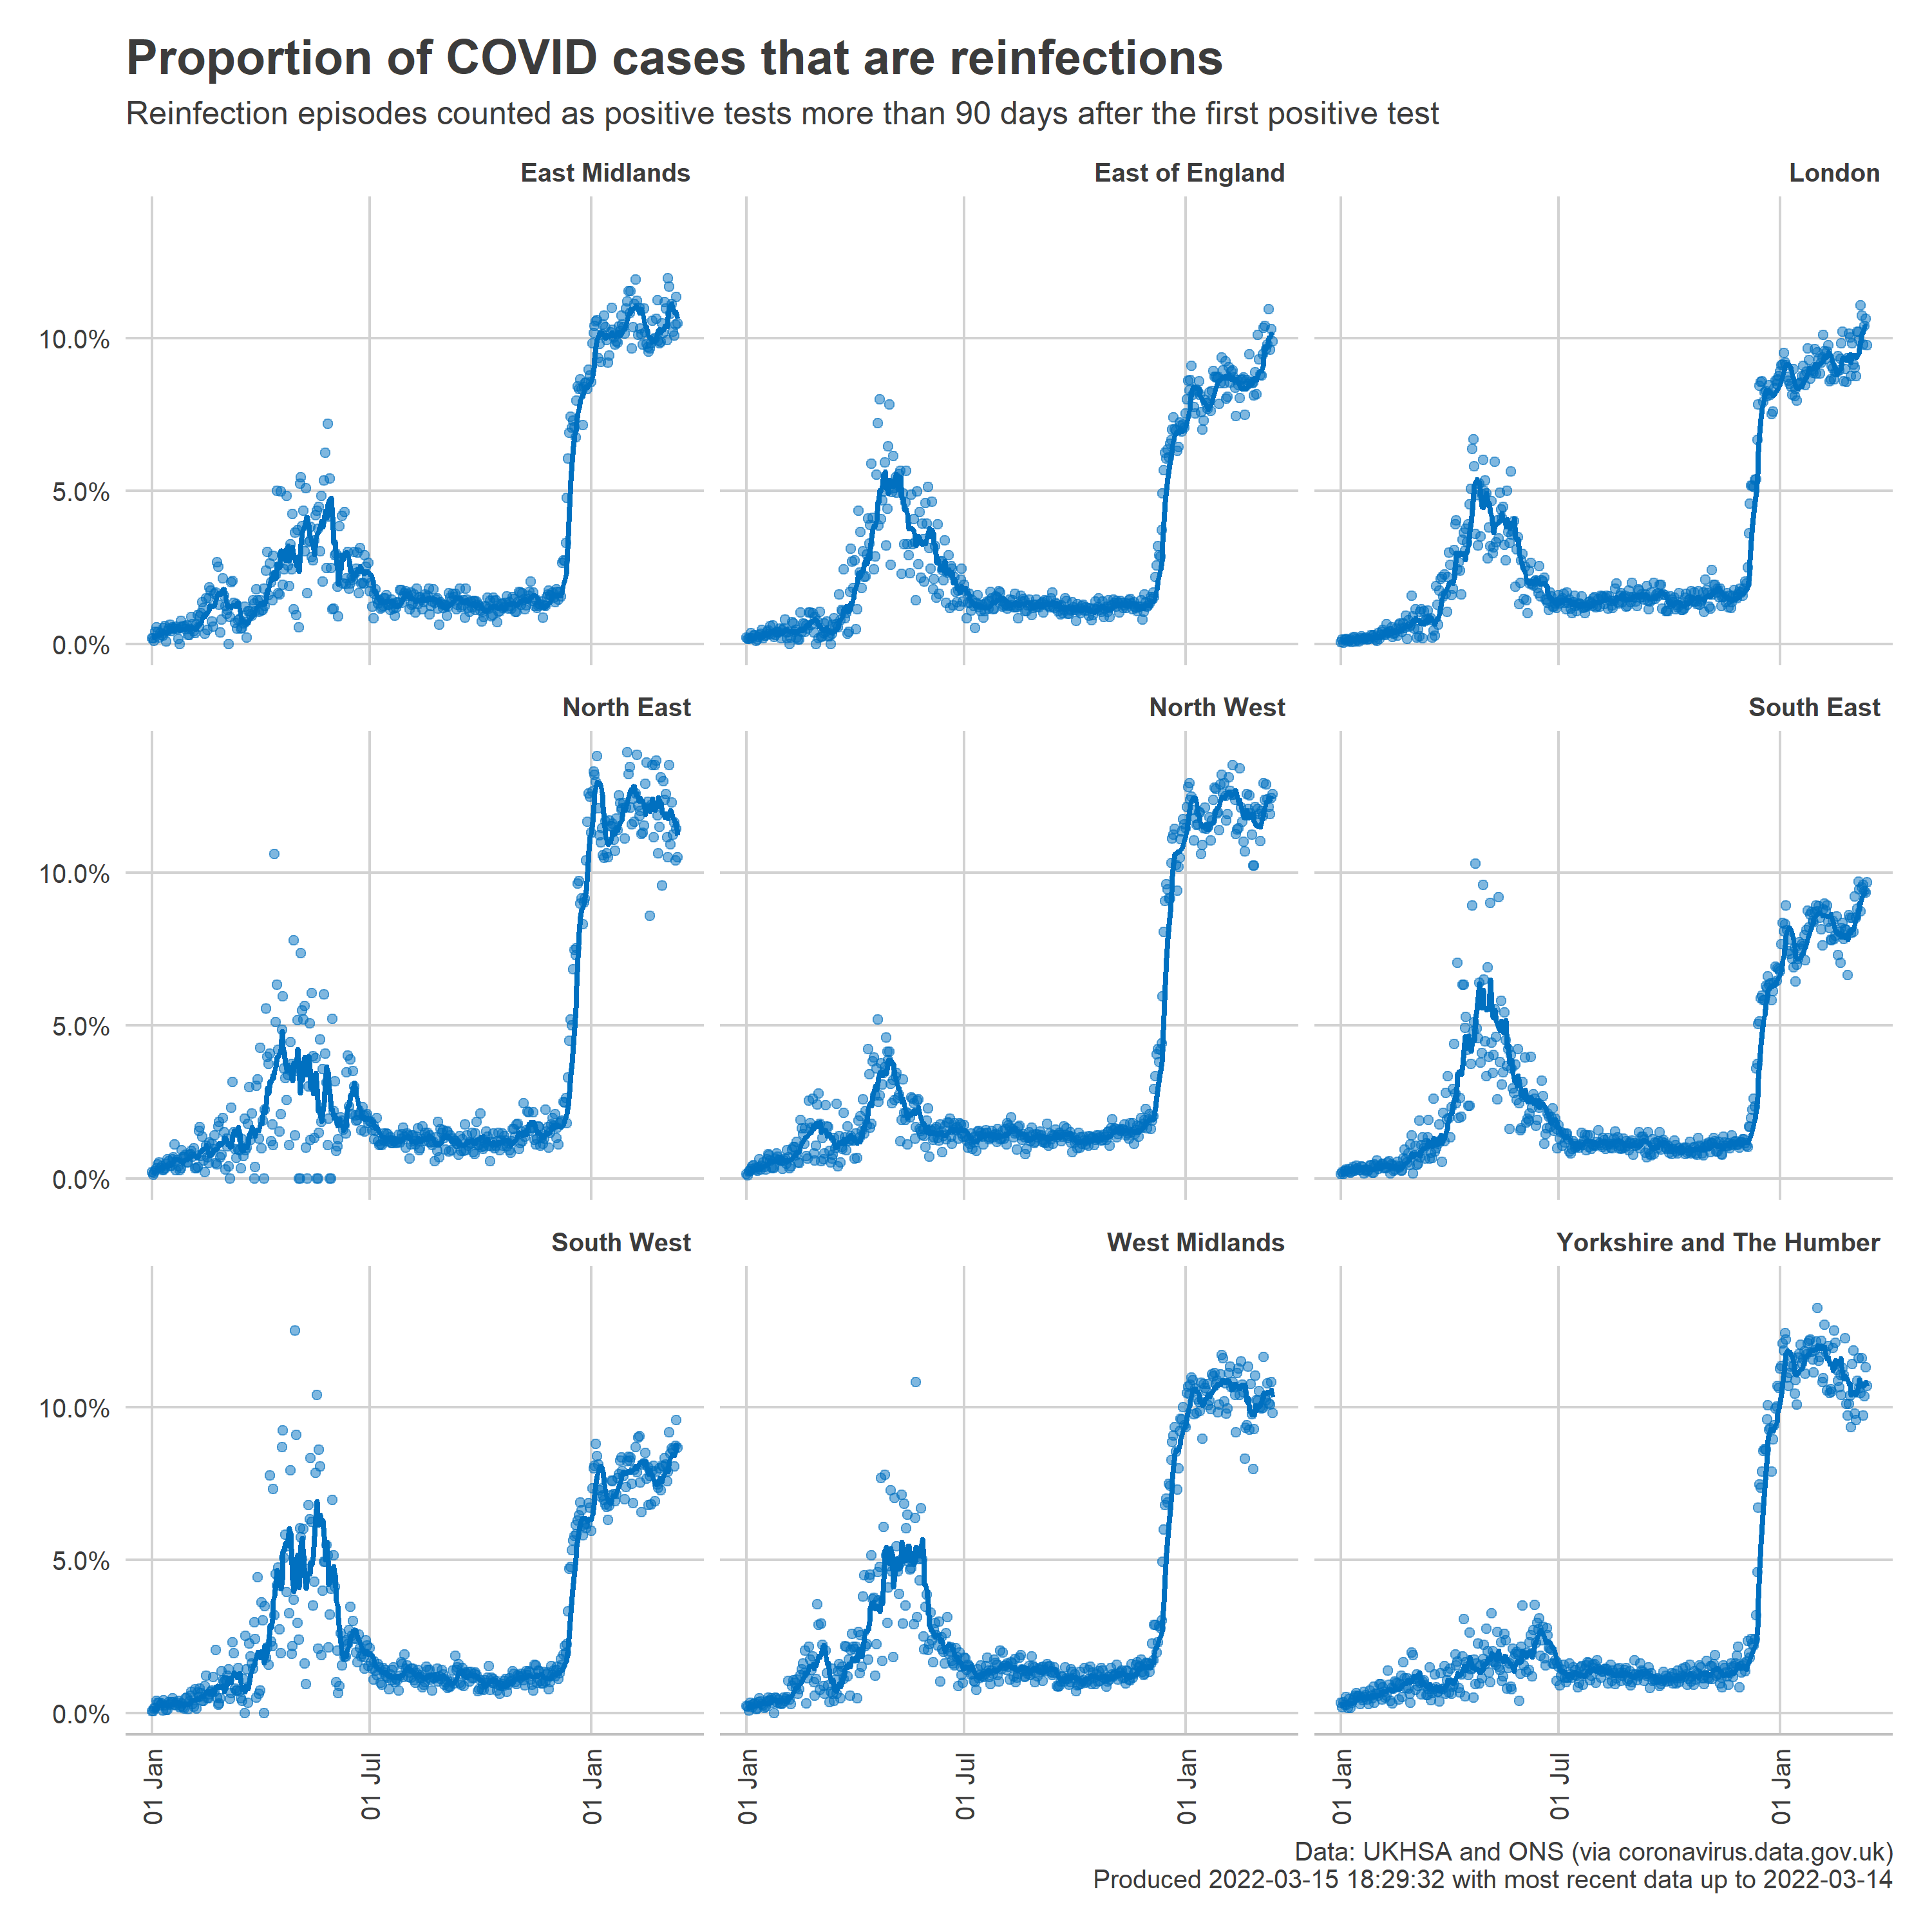 Proportion of COVID cases that are reinfections
Reinfection episodes counted as positive tests more than 90 days after the first positive test
East Midlands
East of England
London
10.0%
5.0%
0.0%
North East
North West
South East
10.0%
5.0%
0.0%
South West
West Midlands
Yorkshire and The Humber
10.0%
5.0%
0.0%
01 Jan
01 Jul
01 Jan
01 Jan
01 Jul
01 Jan
01 Jan
01 Jul
01 Jan
Data: UKHSA and ONS (via coronavirus.data.gov.uk)
Produced 2022-03-15 18:29:32 with most recent data up to 2022-03-14